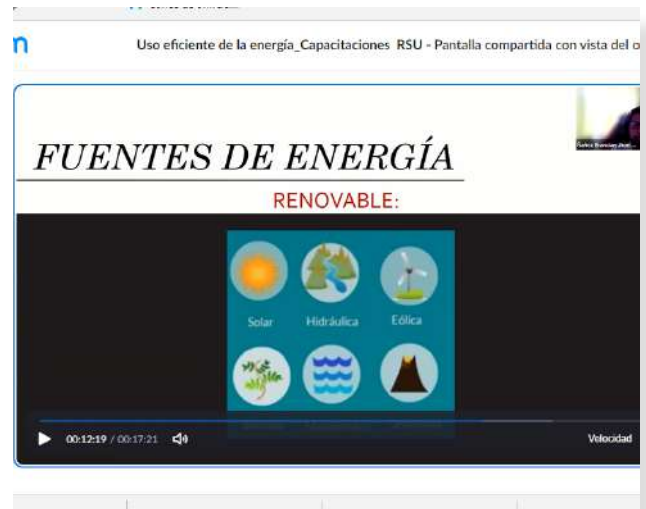 Uso eficiente de la energía_Capacitaciones RSU - Pantalla compartida con vista del o
FUENTES DE ENERGÍA
RENOVABLE:
Solar Hidráulica Eólica
00:12:19 / 00:17:21 Velocidad